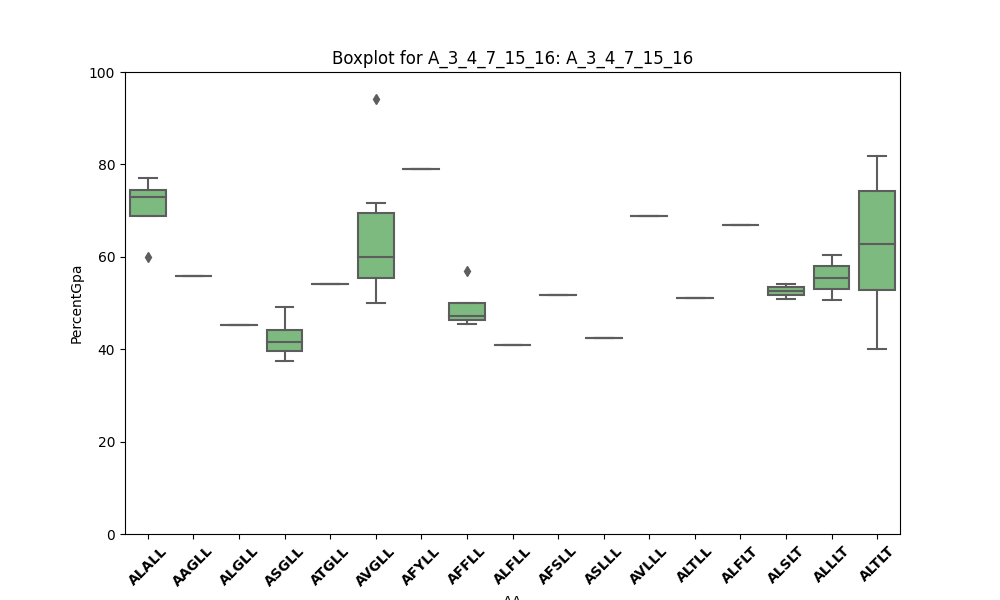 Boxplot for A_3_4_7_15_16: A_3_4_7_15_16
100
80
60
40
20
0
PercentGpa
ALALL
AAGLL
ALGLL
ASGLL
ATGLL
AVGLL
AFYLL
AFFLL
ALFLL
AFSLL
ASLLL
AVLLL
ALTLL
ALFLT
ALSLT
ALLLT
ALTLT
AA